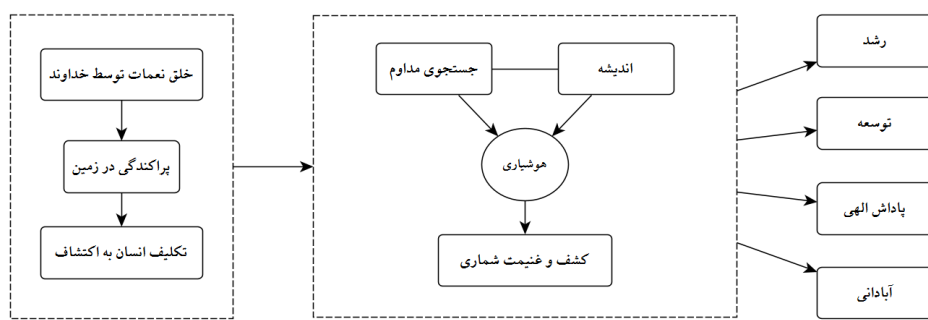 خلق نعمات توسط خداوند
پراکندگی در زمین
تکلیف انسان به اکتشاف
اندیشه
جستجوی مداوم
هوشیاری
کشف و غنیمت شماری
رشد
توسعه
پاداش الهی
آبادانی